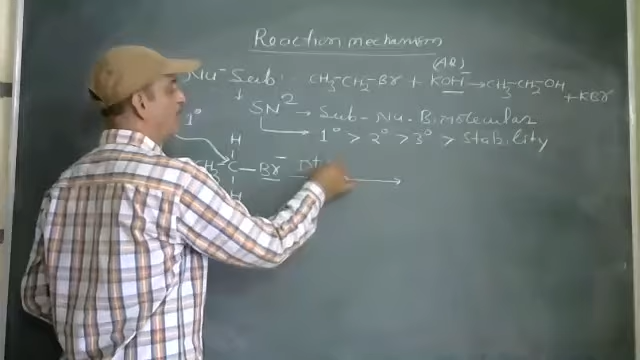 Reaction mechanism
(AQ)
Nu⁻ Sub: CH₃-CH₂-Br + KOH → CH₃-CH₂-OH + KBr
SN² → Sub-Nu-Bimolecular
1° 1° > 2° > 3° > Stability
H
CH₃ - C - Br⁻
H